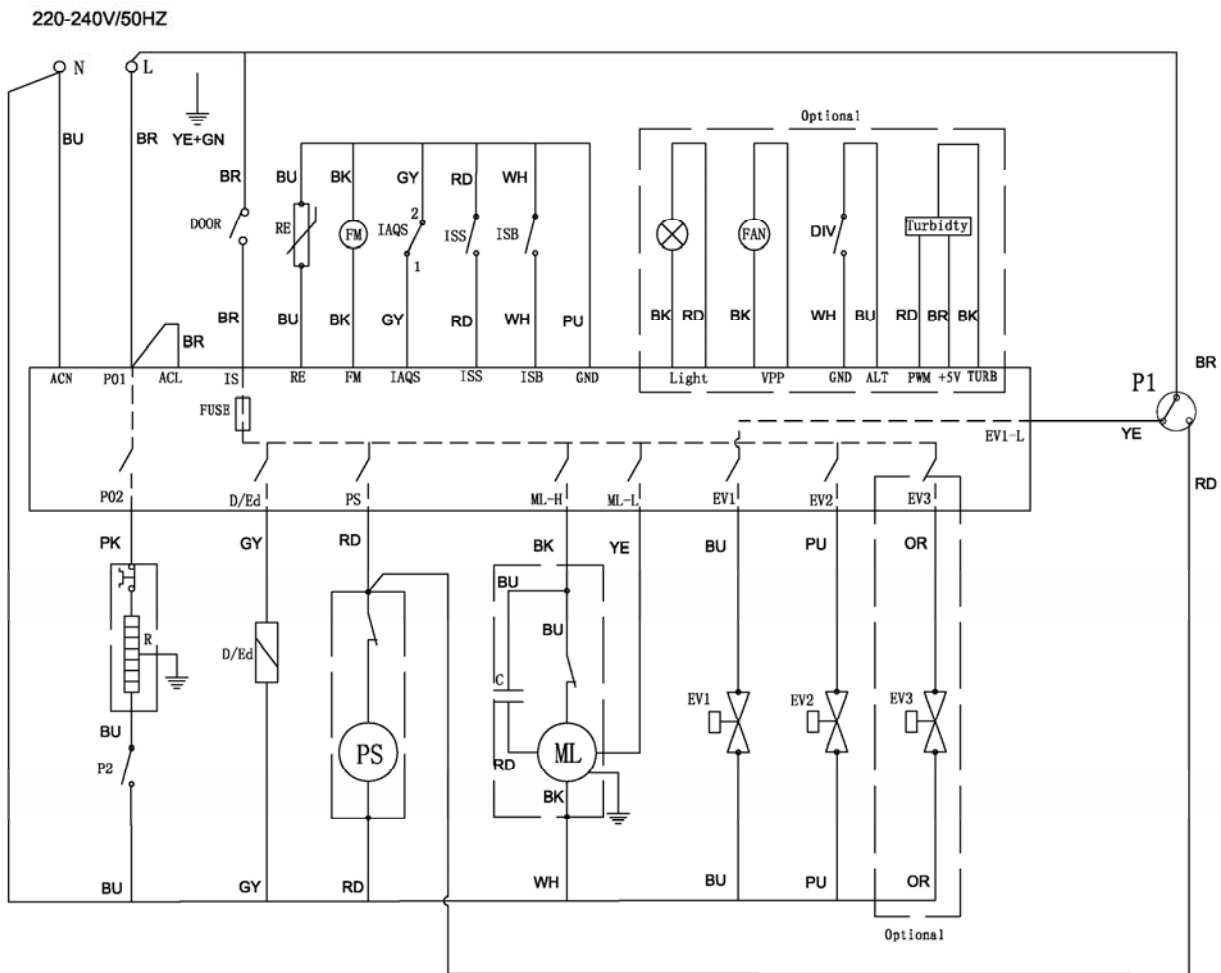 220-240V/50HZ
N L
Optional
BU BR YE+GN
BR BU BK GY RD WH
DOOR RE FM IAQS 2 1 ISS ISB FAN DIV Turbidty
BR BU BK GY RD WH PU BK RD BK WH BU RD BR BK
BR
ACN P01 ACL IS RE FM IAQS ISS ISB GND Light VPP GND ALT PWM +5V TURB
BR
P1
FUSE
EV1-L YE
RD
P02 D/Ed PS ML-H ML-L EV1 EV2 EV3
PK GY RD BK YE BU PU OR
BU
BU
R D/Ed C EV1 EV2 EV3
BU
P2 PS RD ML
BK
BU GY RD WH BU PU OR
Optional